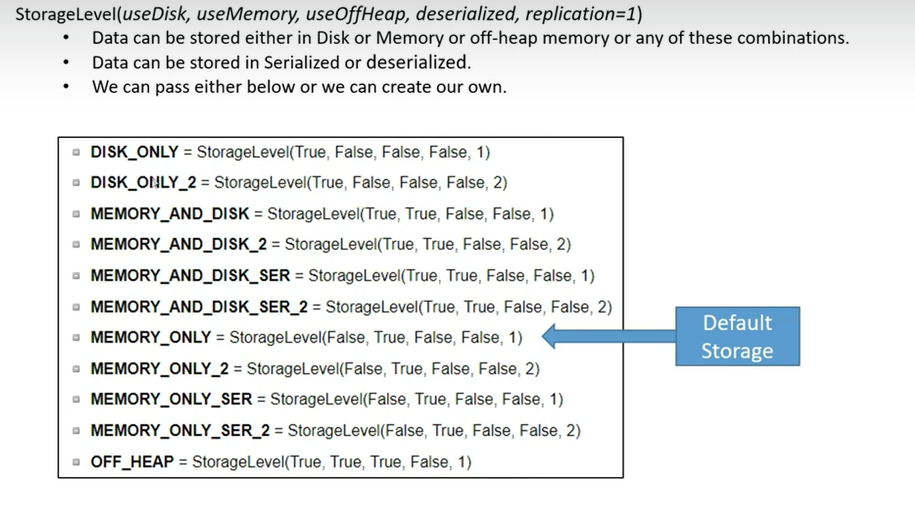 StorageLevel(useDisk, useMemory, useOffHeap, deserialized, replication=1)
• Data can be stored either in Disk or Memory or off-heap memory or any of these combinations.
• Data can be stored in Serialized or deserialized.
• We can pass either below or we can create our own.
DISK_ONLY = StorageLevel(True, False, False, False, 1)
DISK_ONLY_2 = StorageLevel(True, False, False, False, 2)
MEMORY_AND_DISK = StorageLevel(True, True, False, False, 1)
MEMORY_AND_DISK_2 = StorageLevel(True, True, False, False, 2)
MEMORY_AND_DISK_SER = StorageLevel(True, True, False, False, 1)
MEMORY_AND_DISK_SER_2 = StorageLevel(True, True, False, False, 2)
MEMORY_ONLY = StorageLevel(False, True, False, False, 1)
MEMORY_ONLY_2 = StorageLevel(False, True, False, False, 2)
MEMORY_ONLY_SER = StorageLevel(False, True, False, False, 1)
MEMORY_ONLY_SER_2 = StorageLevel(False, True, False, False, 2)
OFF_HEAP = StorageLevel(True, True, True, False, 1)
Default
Storage